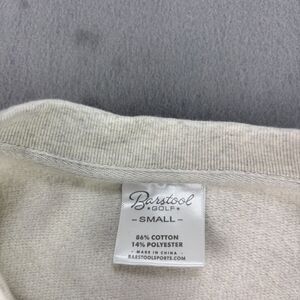 Barstool
★GOLF★
- SMALL -
86% COTTON
14% POLYESTER
- MADE IN CHINA -
BARSTOOLSPORTS.COM